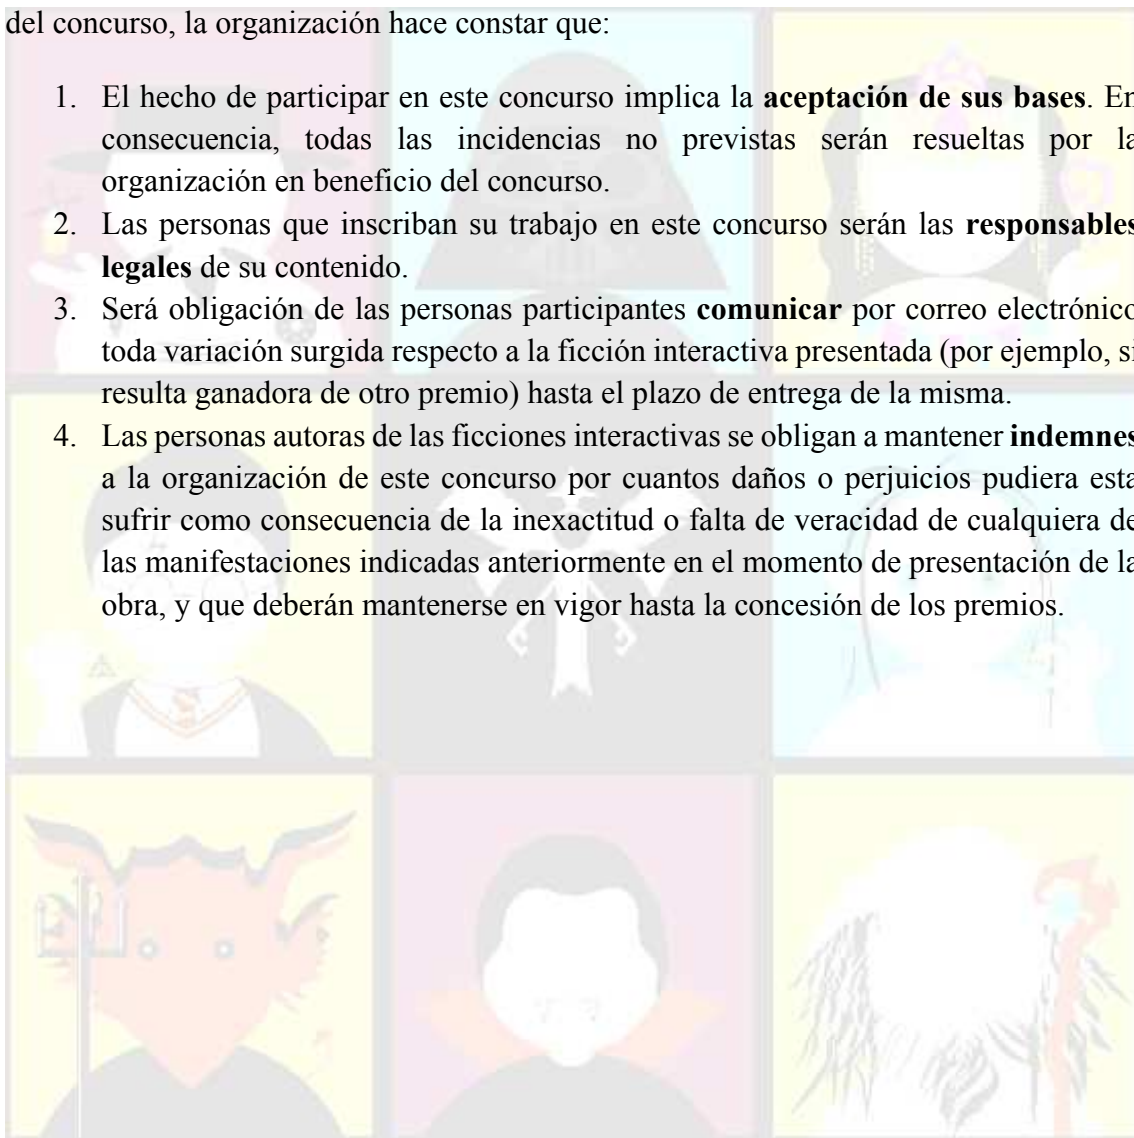 del concurso, la organización hace constar que:
1. El hecho de participar en este concurso implica la aceptación de sus bases. En
consecuencia, todas las incidencias no previstas serán resueltas por la
organización en beneficio del concurso.
2. Las personas que inscriban su trabajo en este concurso serán las responsables
legales de su contenido.
3. Será obligación de las personas participantes comunicar por correo electrónico
toda variación surgida respecto a la ficción interactiva presentada (por ejemplo, si
resulta ganadora de otro premio) hasta el plazo de entrega de la misma.
4. Las personas autoras de las ficciones interactivas se obligan a mantener indemnes
a la organización de este concurso por cuantos daños o perjuicios pudiera esta
sufrir como consecuencia de la inexactitud o falta de veracidad de cualquiera de
las manifestaciones indicadas anteriormente en el momento de presentación de la
obra, y que deberán mantenerse en vigor hasta la concesión de los premios.